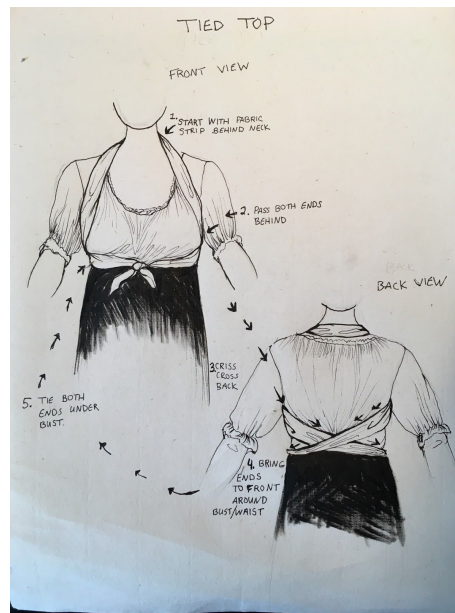 TIED TOP
FRONT VIEW
1. START WITH FABRIC
STRIP BEHIND NECK
2. PASS BOTH ENDS
BEHIND
BACK
BACK VIEW
3. CRISS
CROSS
BACK
4. BRING
ENDS
TO FRONT
AROUND
BUST/WAIST
5. TIE BOTH
ENDS UNDER
BUST.